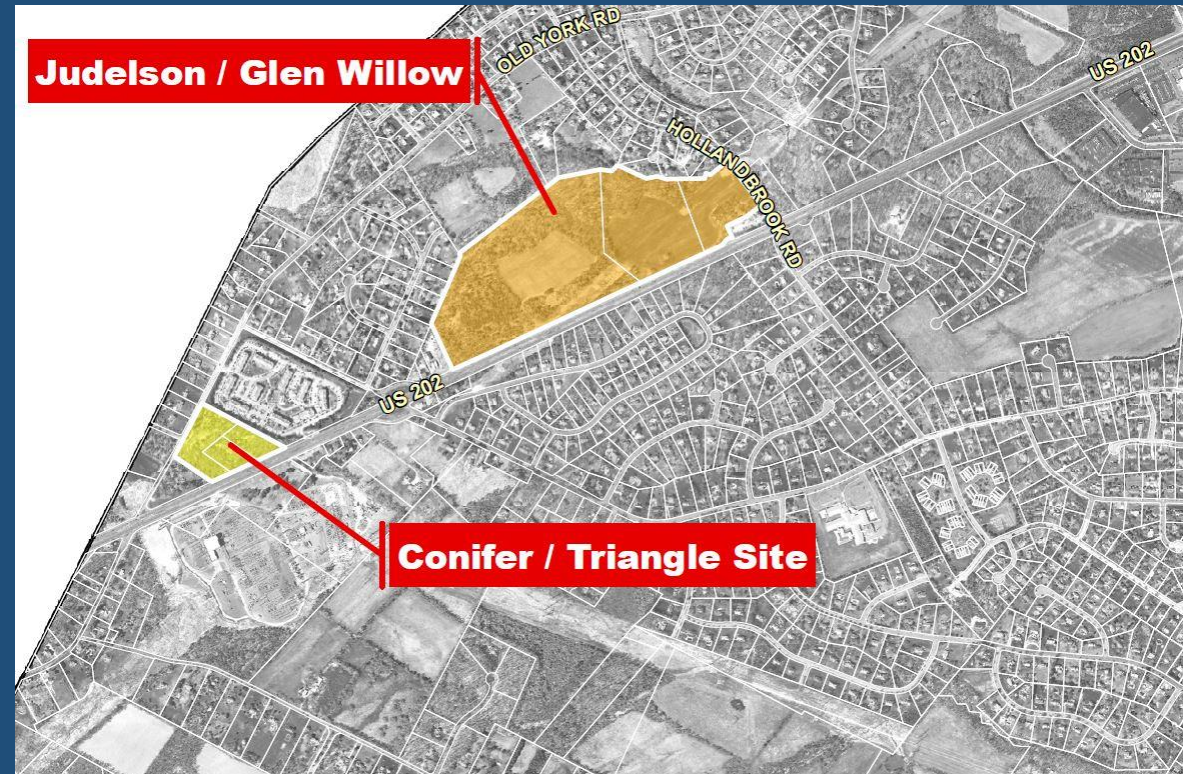 OLD YORK RD
US 202
Judelson / Glen Willow
HOLLANDBROOK RD
US 202
Conifer / Triangle Site